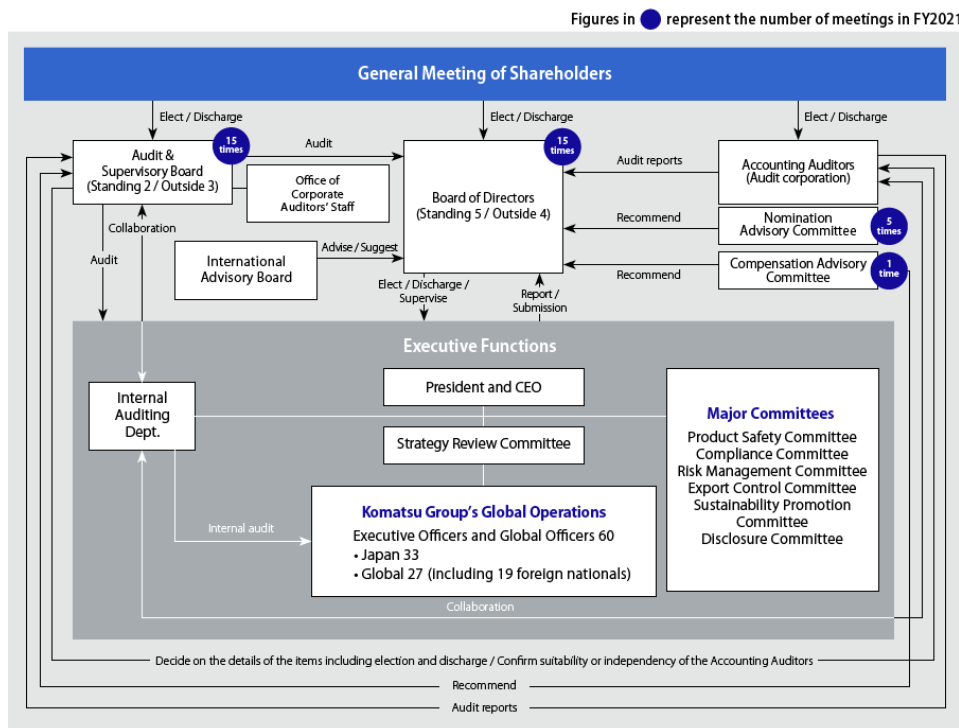 Figures in represent the number of meetings in FY2021
General Meeting of Shareholders
Elect / Discharge
Elect / Discharge
Elect / Discharge
15
times
Audit &
Supervisory Board
(Standing 2 / Outside 3)
Audit
Office of
Corporate
Auditors' Staff
15
times
Board of Directors
(Standing 5 / Outside 4)
Audit reports
Accounting Auditors
(Audit corporation)
Recommend
Nomination
Advisory Committee
5
times
Collaboration
Audit
International
Advisory Board
Advise / Suggest
Recommend
Compensation Advisory
Committee
1
time
Elect / Discharge /
Supervise
Report /
Submission
Executive Functions
Internal
Auditing
Dept.
President and CEO
Strategy Review Committee
Major Committees
Product Safety Committee
Compliance Committee
Risk Management Committee
Export Control Committee
Sustainability Promotion
Committee
Disclosure Committee
Internal audit
Komatsu Group's Global Operations
Executive Officers and Global Officers 60
• Japan 33
• Global 27 (including 19 foreign nationals)
Collaboration
Decide on the details of the items including election and discharge / Confirm suitability or independency of the Accounting Auditors
Recommend
Audit reports